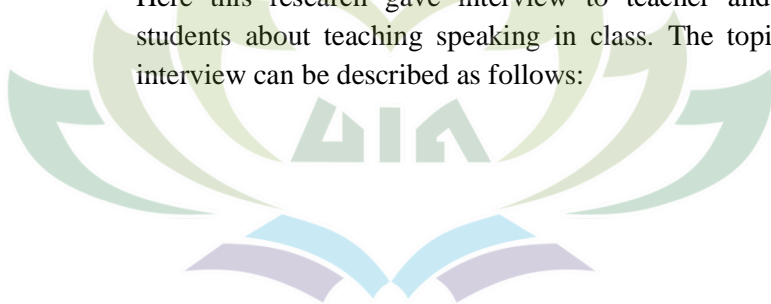 Here this research gave interview to teacher and
students about teaching speaking in class. The topi
interview can be described as follows:
UIN